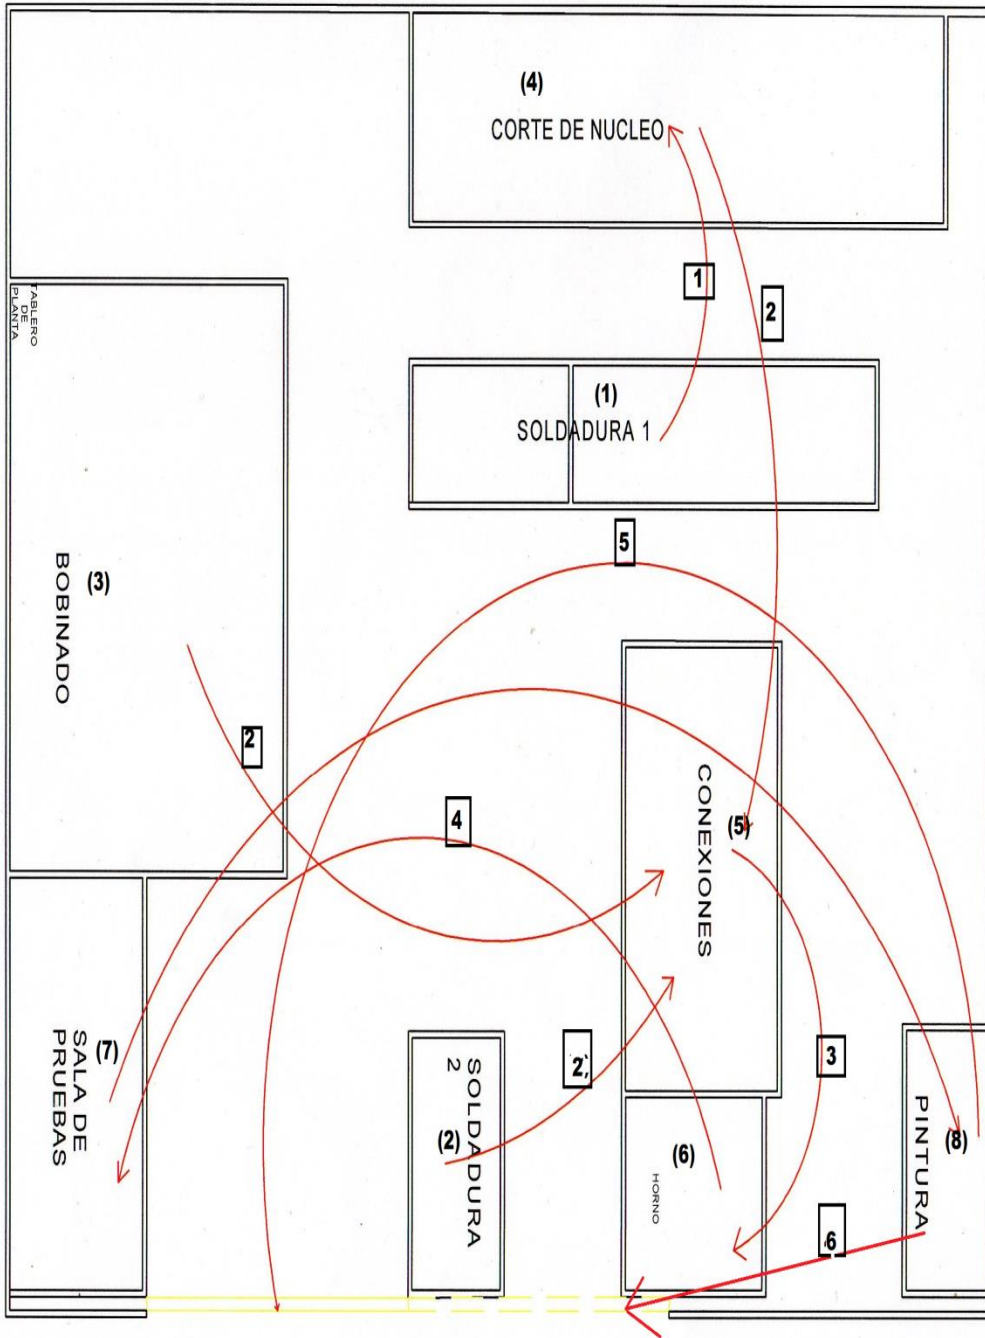 (4)
CORTE DE NUCLEO
1
2
TABLERO
DE
PLANTA
(1)
SOLDADURA 1
5
(3)
BOBINADO
2
4
CONEXIONES
(5)
(7)
SALA DE
PRUEBAS
(2)
SOLDADURA
2
2
3
(6)
HORNO
(8)
PINTURA
6